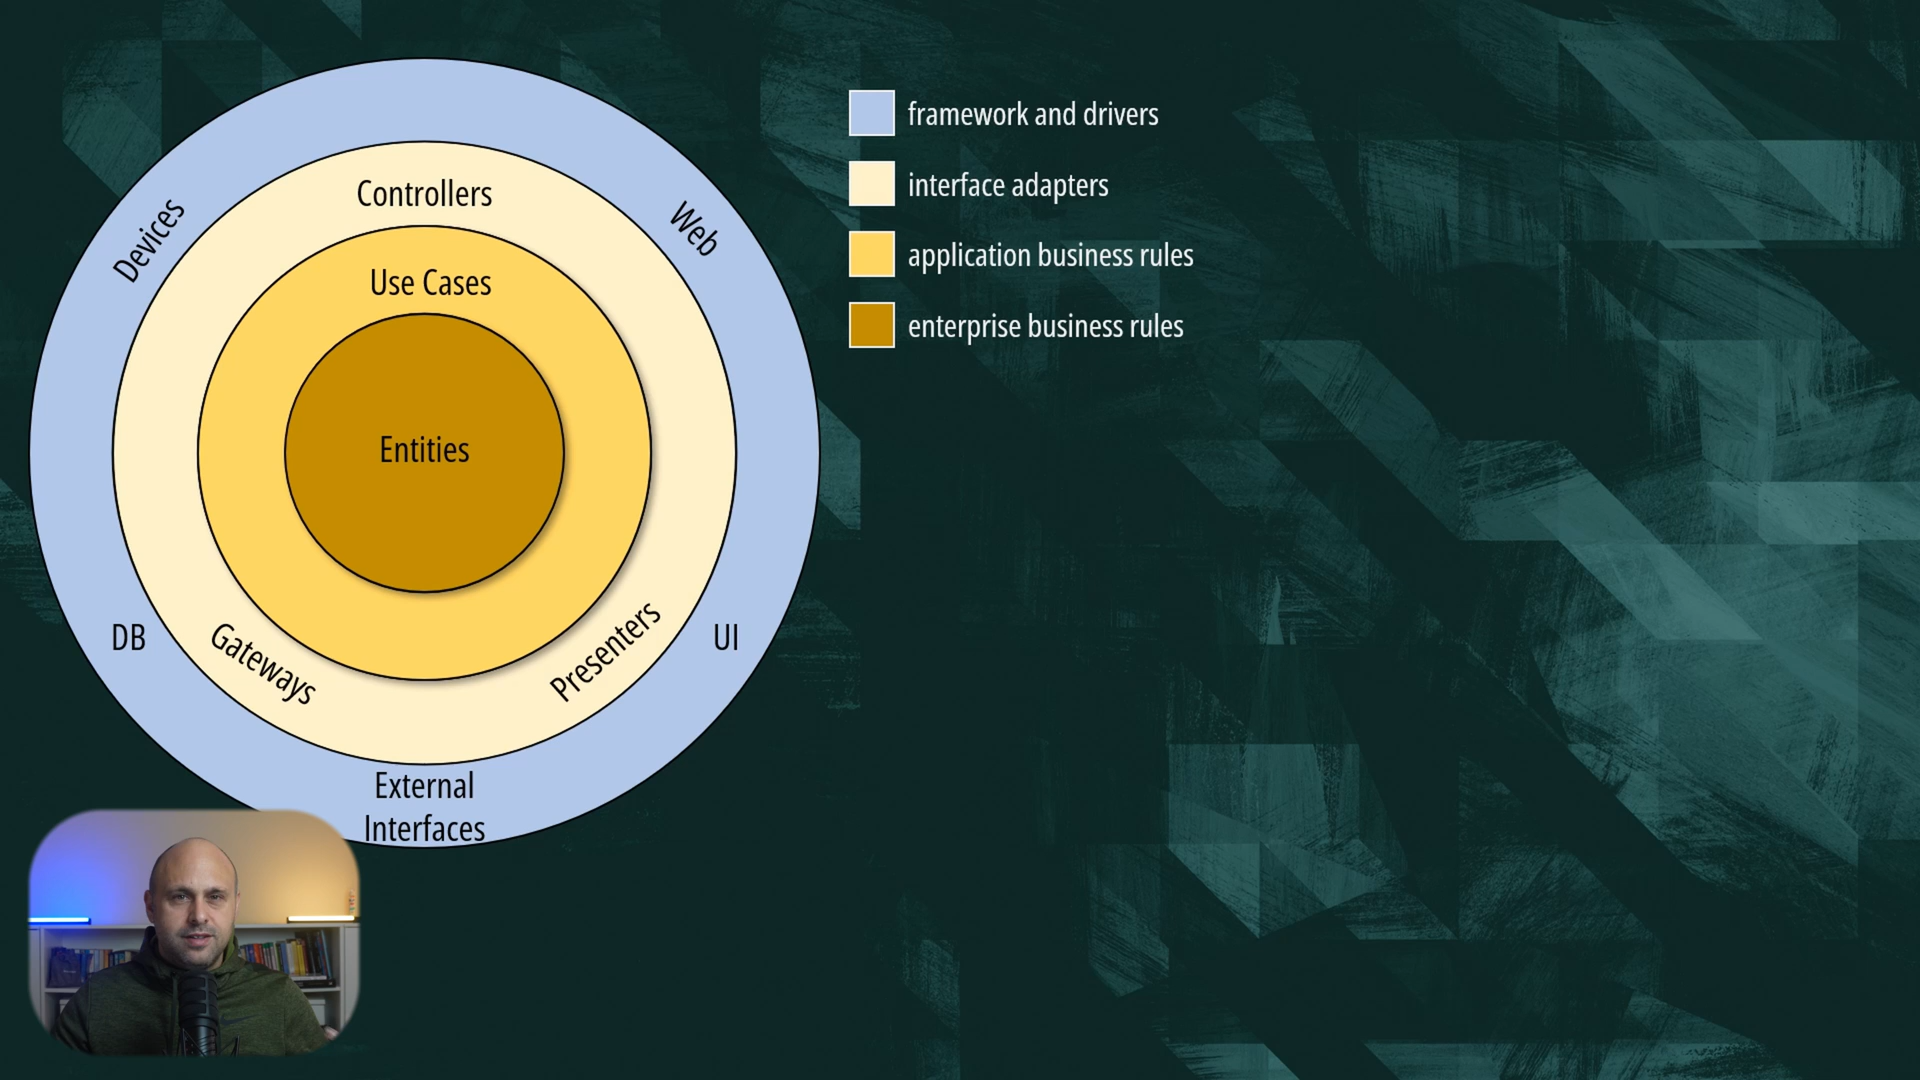 framework and drivers
interface adapters
application business rules
enterprise business rules
Controllers
Devices
Web
Use Cases
Entities
DB
Gateways
Presenters
UI
External
Interfaces